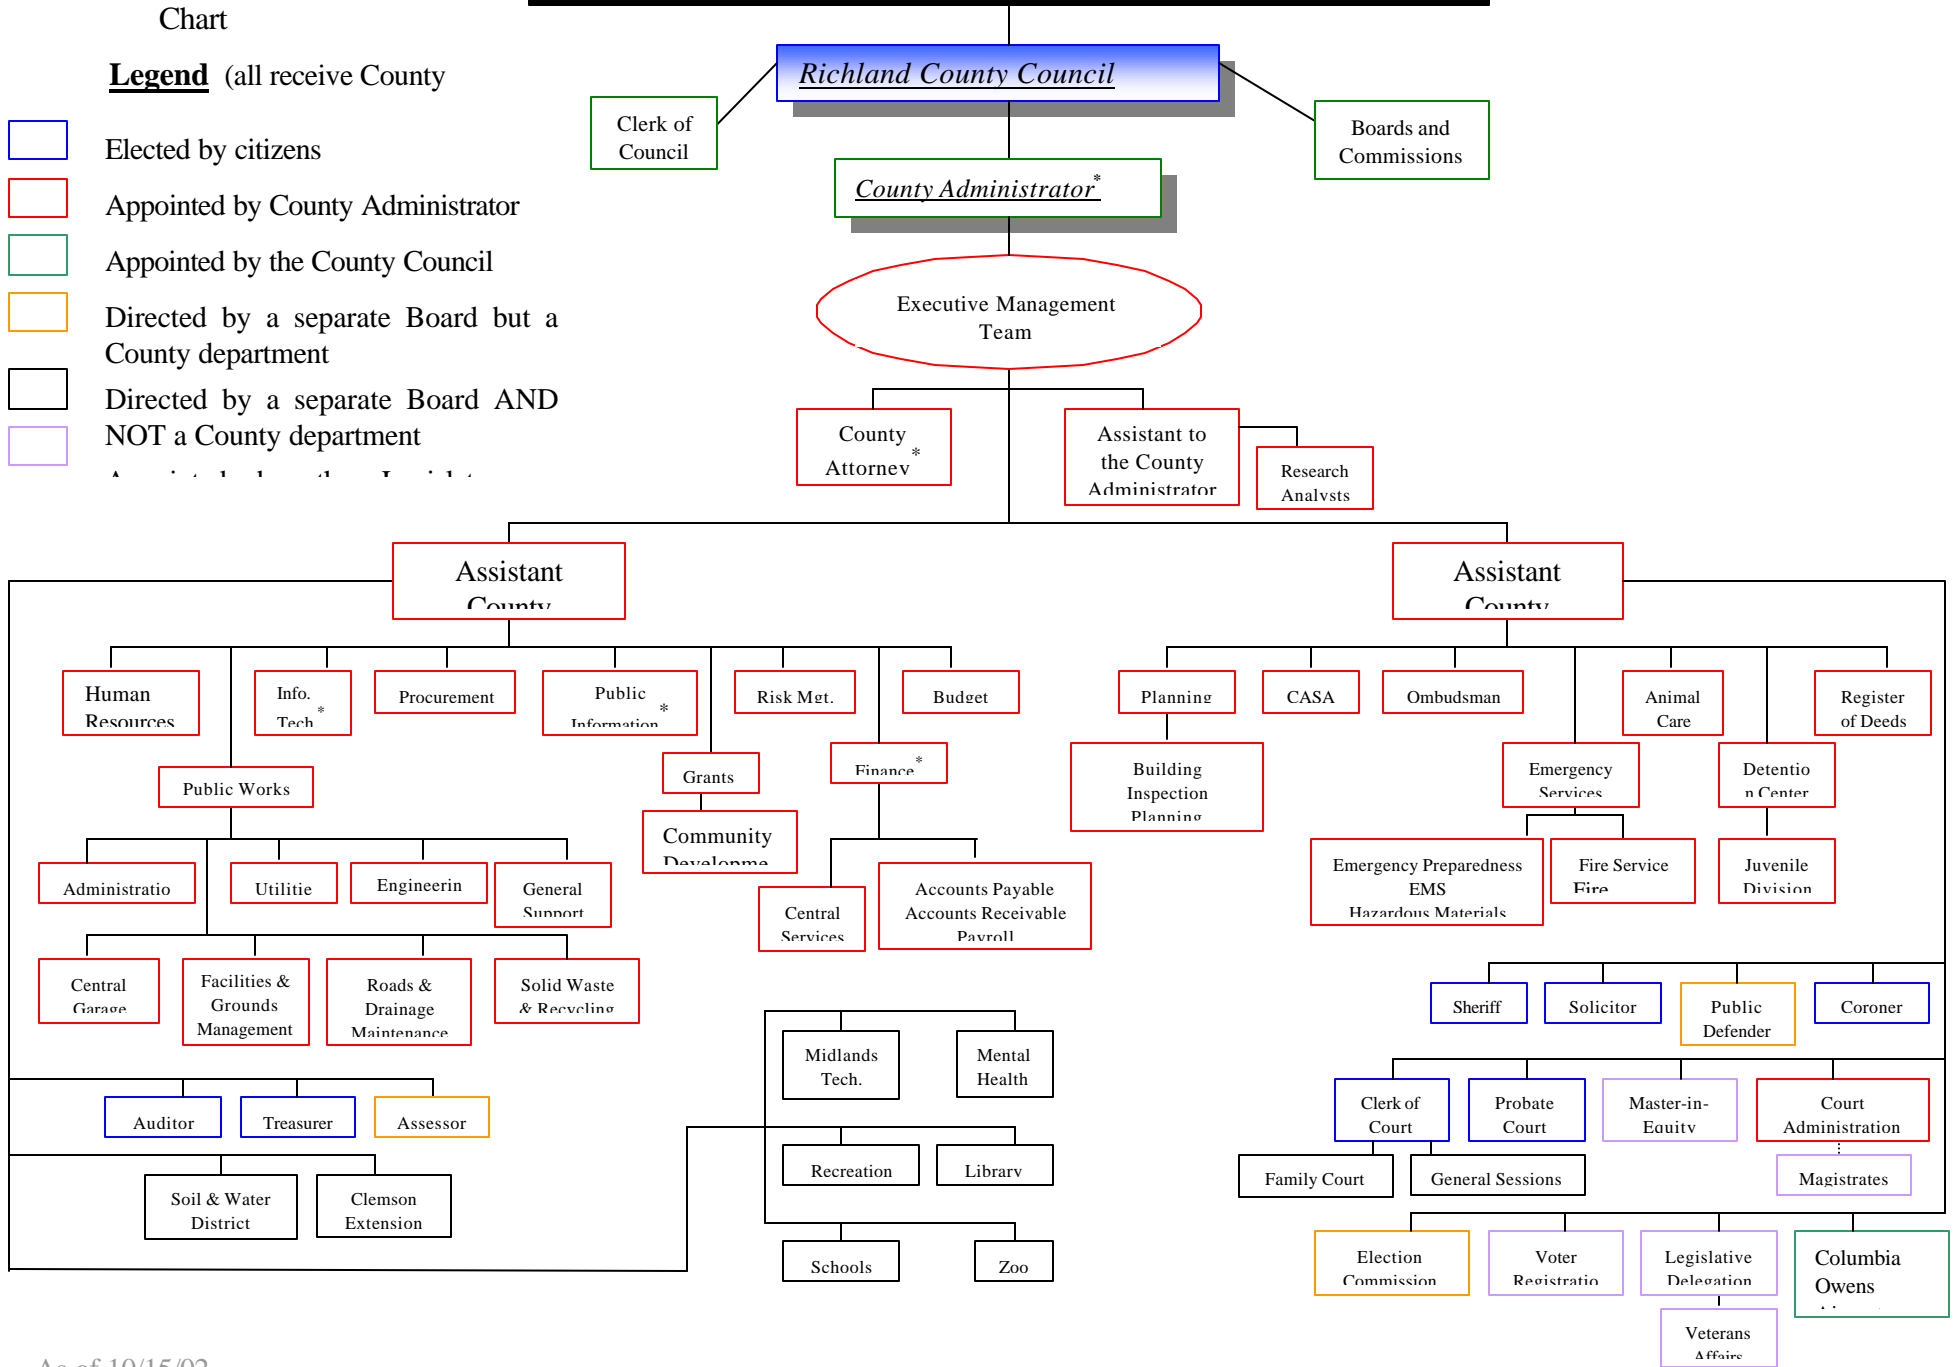 Chart
Legend (all receive County
Elected by citizens
Appointed by County Administrator
Appointed by the County Council
Directed by a separate Board but a
County department
Directed by a separate Board AND
NOT a County department
Richland County Council
Clerk of
Council
Boards and
Commissions
County Administrator*
Executive Management
Team
County
Attorney*
Assistant to
the County
Administrator
Research
Analysts
Assistant
County
Assistant
County
Human
Resources
Info.
Tech*
Procurement
Public
Information*
Risk Mgt.
Budget
Public Works
Grants
Finance*
Community
Developme
Administratio
Utilitie
Engineerin
General
Support
Central
Services
Accounts Payable
Accounts Receivable
Payroll
Central
Garage
Facilities &
Grounds
Management
Roads &
Drainage
Maintenance
Solid Waste
& Recycling
Planning
CASA
Ombudsman
Animal
Care
Register
of Deeds
Building
Inspection
Planning
Emergency
Services
Detentio
n Center
Emergency Preparedness
EMS
Hazardous Materials
Fire Service
Fire
Juvenile
Division
Sheriff
Solicitor
Public
Defender
Coroner
Auditor
Treasurer
Assessor
Soil & Water
District
Clemson
Extension
Midlands
Tech.
Mental
Health
Recreation
Library
Schools
Zoo
Clerk of
Court
Probate
Court
Master-in-
Equity
Court
Administration
Family Court
General Sessions
Magistrates
Election
Commission
Voter
Registratio
Legislative
Delegation
Columbia
Owens
Veterans
Affairs
As of 10/15/02